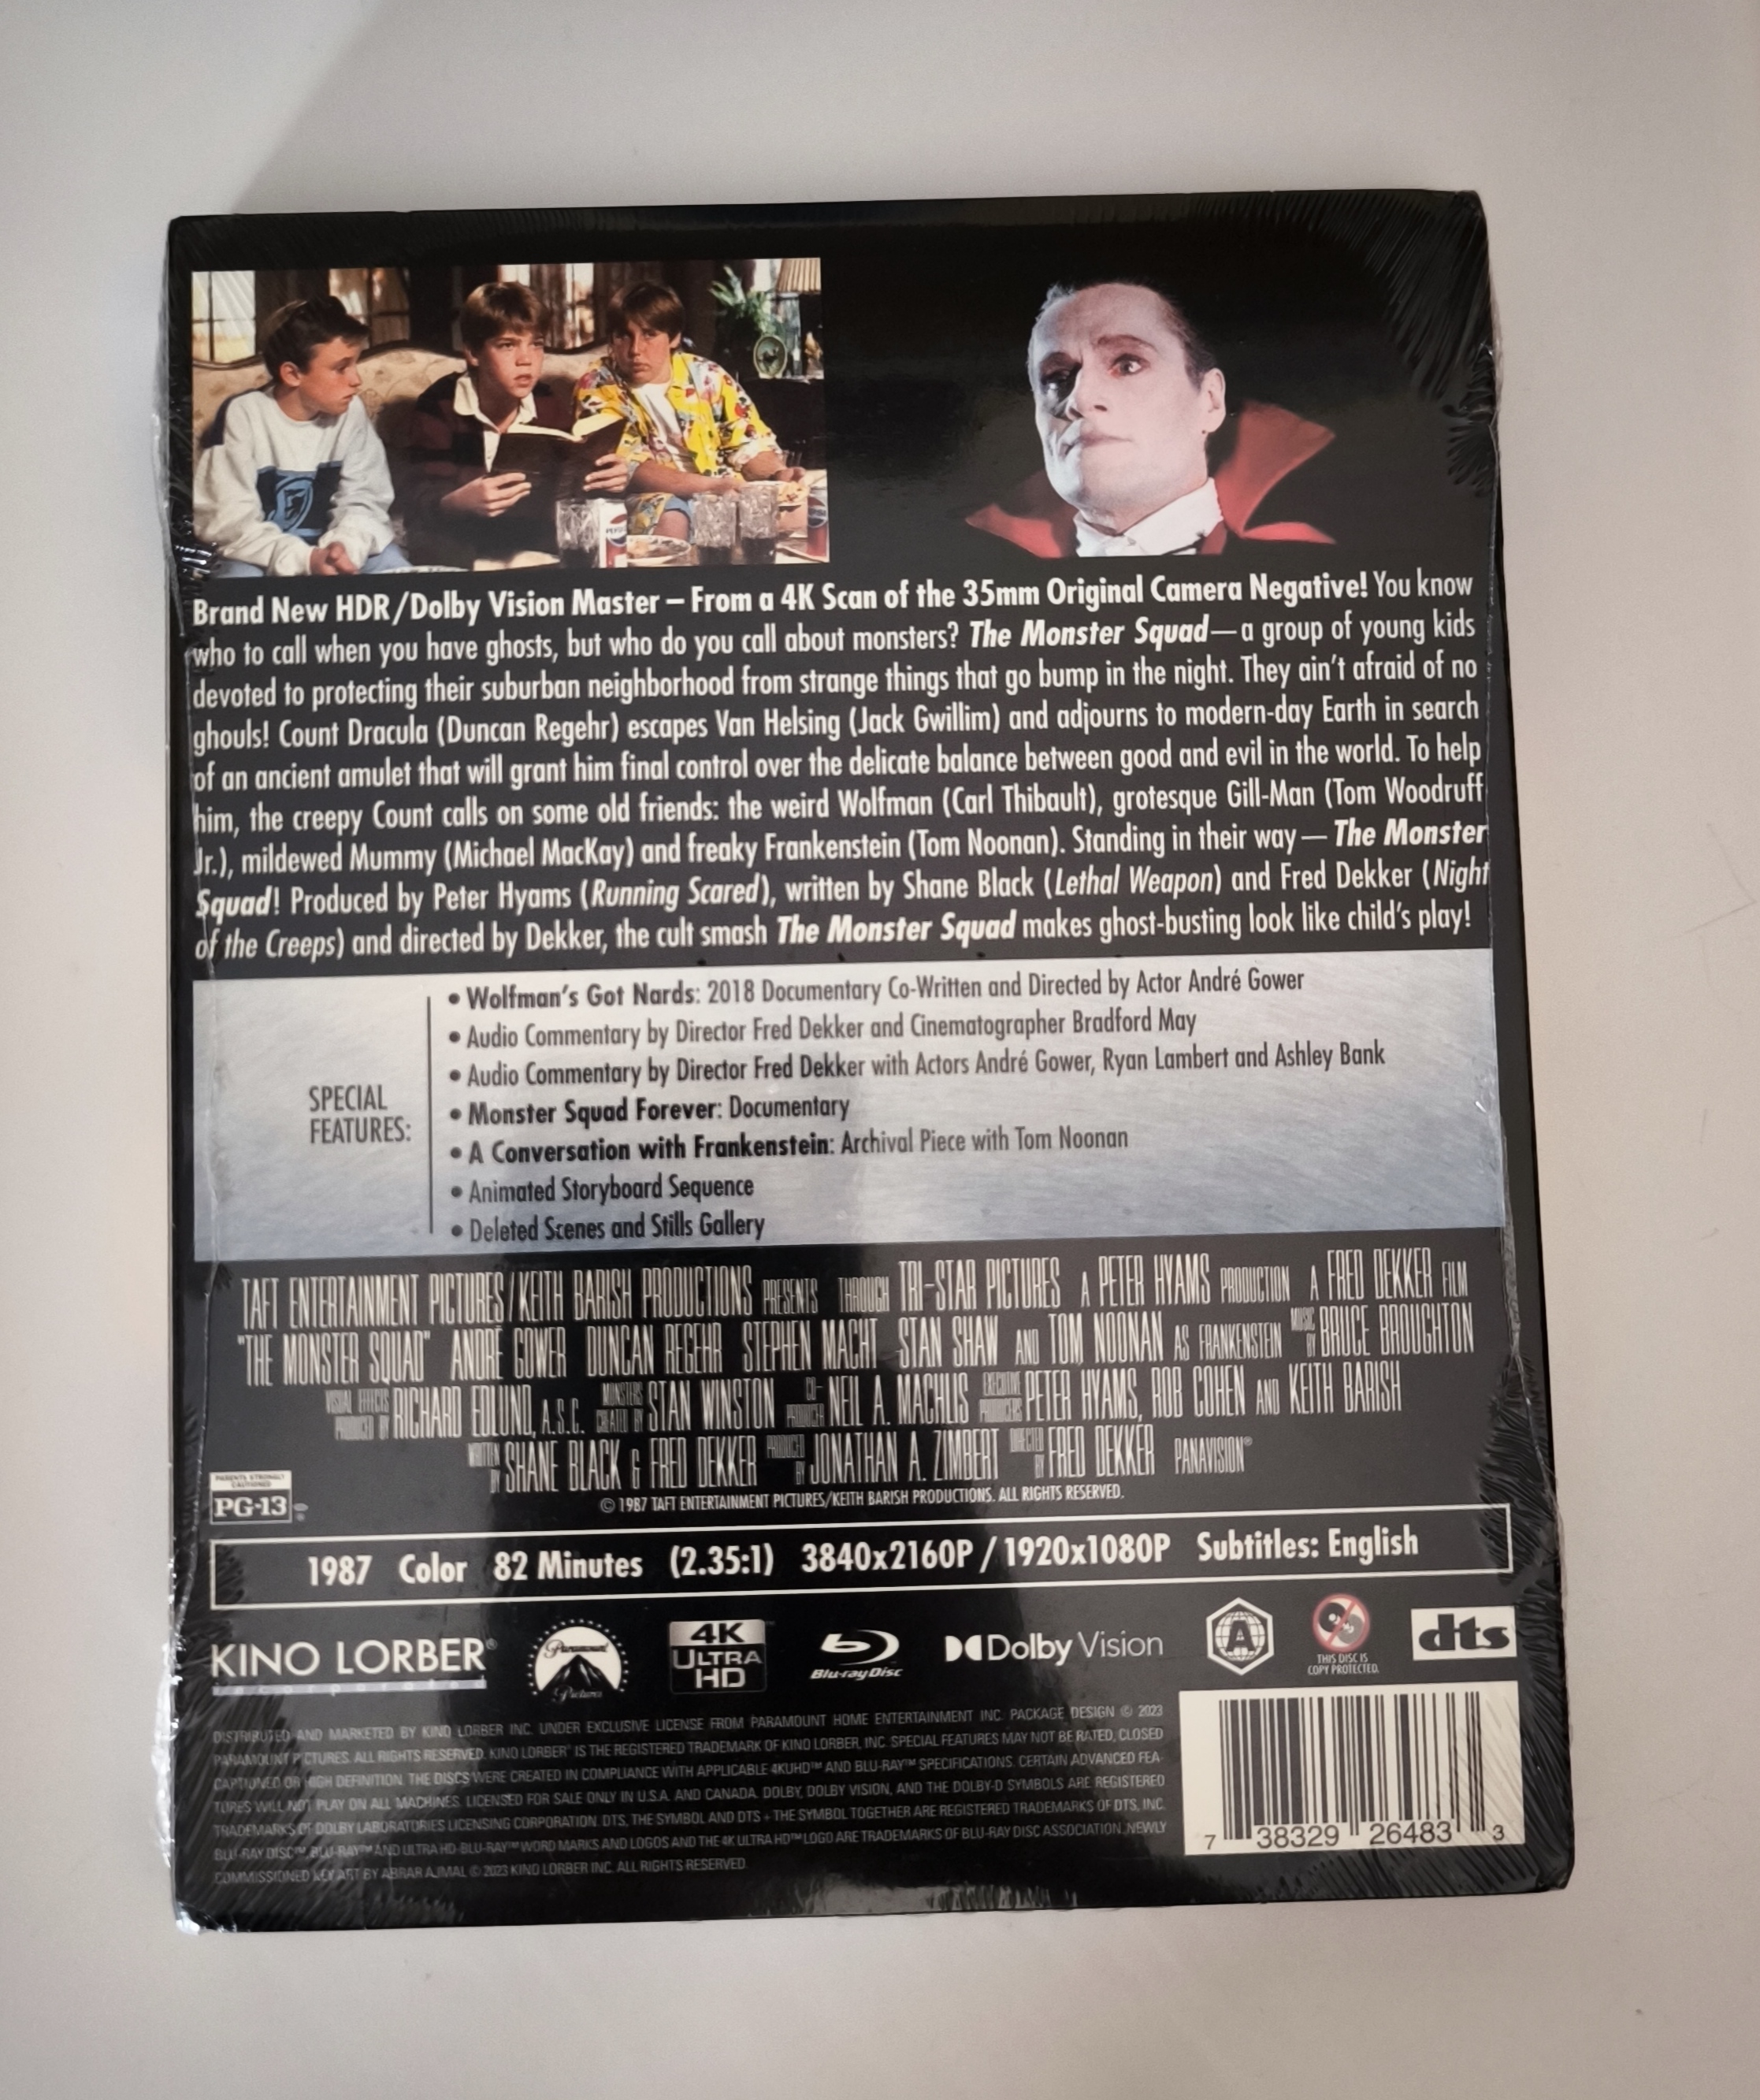 Brand New HDR/Dolby Vision Master – From a 4K Scan of the 35mm Original Camera Negative! You know
who to call when you have ghosts, but who do you call about monsters? The Monster Squad—a group of young kids
devoted to protecting their suburban neighborhood from strange things that go bump in the night. They ain't afraid of no
ghouls! Count Dracula (Duncan Regehr) escapes Van Helsing (Jack Gwillim) and adjourns to modern-day Earth in search
of an ancient amulet that will grant him final control over the delicate balance between good and evil in the world. To help
him, the creepy Count calls on some old friends: the weird Wolfman (Carl Thibault), grotesque Gill-Man (Tom Woodruff
Jr.), mildewed Mummy (Michael MacKay) and freaky Frankenstein (Tom Noonan). Standing in their way— The Monster
Squad! Produced by Peter Hyams (Running Scared), written by Shane Black (Lethal Weapon) and Fred Dekker (Night
of the Creeps) and directed by Dekker, the cult smash The Monster Squad makes ghost-busting look like child's play!
SPECIAL
FEATURES:
• Wolfman's Got Nards: 2018 Documentary Co-Written and Directed by Actor André Gower
• Audio Commentary by Director Fred Dekker and Cinematographer Bradford May
• Audio Commentary by Director Fred Dekker with Actors André Gower, Ryan Lambert and Ashley Bank
• Monster Squad Forever: Documentary
• A Conversation with Frankenstein: Archival Piece with Tom Noonan
• Animated Storyboard Sequence
• Deleted Scenes and Stills Gallery
TAFT ENTERTAINMENT PICTURES/KEITH BARISH PRODUCTIONS PRESENTS THROUGH TRI-STAR PICTURES A PETER HYAMS PRODUCTION A FRED DEKKER FILM
"THE MONSTER SQUAD" ANDRÉ GOWER DUNCAN REGEHR STEPHEN MACHT STAN SHAW AND TOM NOONAN AS FRANKENSTEIN MUSIC BY BRUCE BROUGHTON
VISUAL EFFECTS PRODUCED BY RICHARD EDLUND, A.S.C. MONSTERS CREATED BY STAN WINSTON CO-PRODUCER NEIL A. MACHLIS EXECUTIVE PRODUCERS PETER HYAMS, ROB COHEN AND KEITH BARISH
WRITTEN BY SHANE BLACK & FRED DEKKER PRODUCED BY JONATHAN A. ZIMBERT DIRECTED BY FRED DEKKER PANAVISION®
PARENTS STRONGLY CAUTIONED
PG-13
© 1987 TAFT ENTERTAINMENT PICTURES/KEITH BARISH PRODUCTIONS. ALL RIGHTS RESERVED.
1987 Color 82 Minutes (2.35:1) 3840x2160P / 1920x1080P Subtitles: English
KINO LORBER®
incorporated
Paramount
Pictures
4K
ULTRA
HD
Blu-ray Disc
Dolby Vision
A
THIS DISC IS
COPY PROTECTED.
dts
DISTRIBUTED AND MARKETED BY KINO LORBER INC. UNDER EXCLUSIVE LICENSE FROM PARAMOUNT HOME ENTERTAINMENT INC. PACKAGE DESIGN © 2023
PARAMOUNT PICTURES. ALL RIGHTS RESERVED. KINO LORBER® IS THE REGISTERED TRADEMARK OF KINO LORBER, INC. SPECIAL FEATURES MAY NOT BE RATED, CLOSED
CAPTIONED OR HIGH DEFINITION. THE DISCS WERE CREATED IN COMPLIANCE WITH APPLICABLE 4KUHD™ AND BLU-RAY™ SPECIFICATIONS. CERTAIN ADVANCED FEA-
TURES WILL NOT PLAY ON ALL MACHINES. LICENSED FOR SALE ONLY IN U.S.A. AND CANADA. DOLBY, DOLBY VISION, AND THE DOLBY-D SYMBOLS ARE REGISTERED
TRADEMARKS OF DOLBY LABORATORIES LICENSING CORPORATION. DTS, THE SYMBOL AND DTS + THE SYMBOL TOGETHER ARE REGISTERED TRADEMARKS OF DTS, INC.
BLU-RAY DISC™, BLU-RAY™ AND ULTRA HD-BLU-RAY™ WORD MARKS AND LOGOS AND THE 4K ULTRA HD™ LOGO ARE TRADEMARKS OF BLU-RAY DISC ASSOCIATION. NEWLY
COMMISSIONED KEY ART BY ABRAR AJMAL © 2023 KINO LORBER INC. ALL RIGHTS RESERVED.
7 38329 26483 3